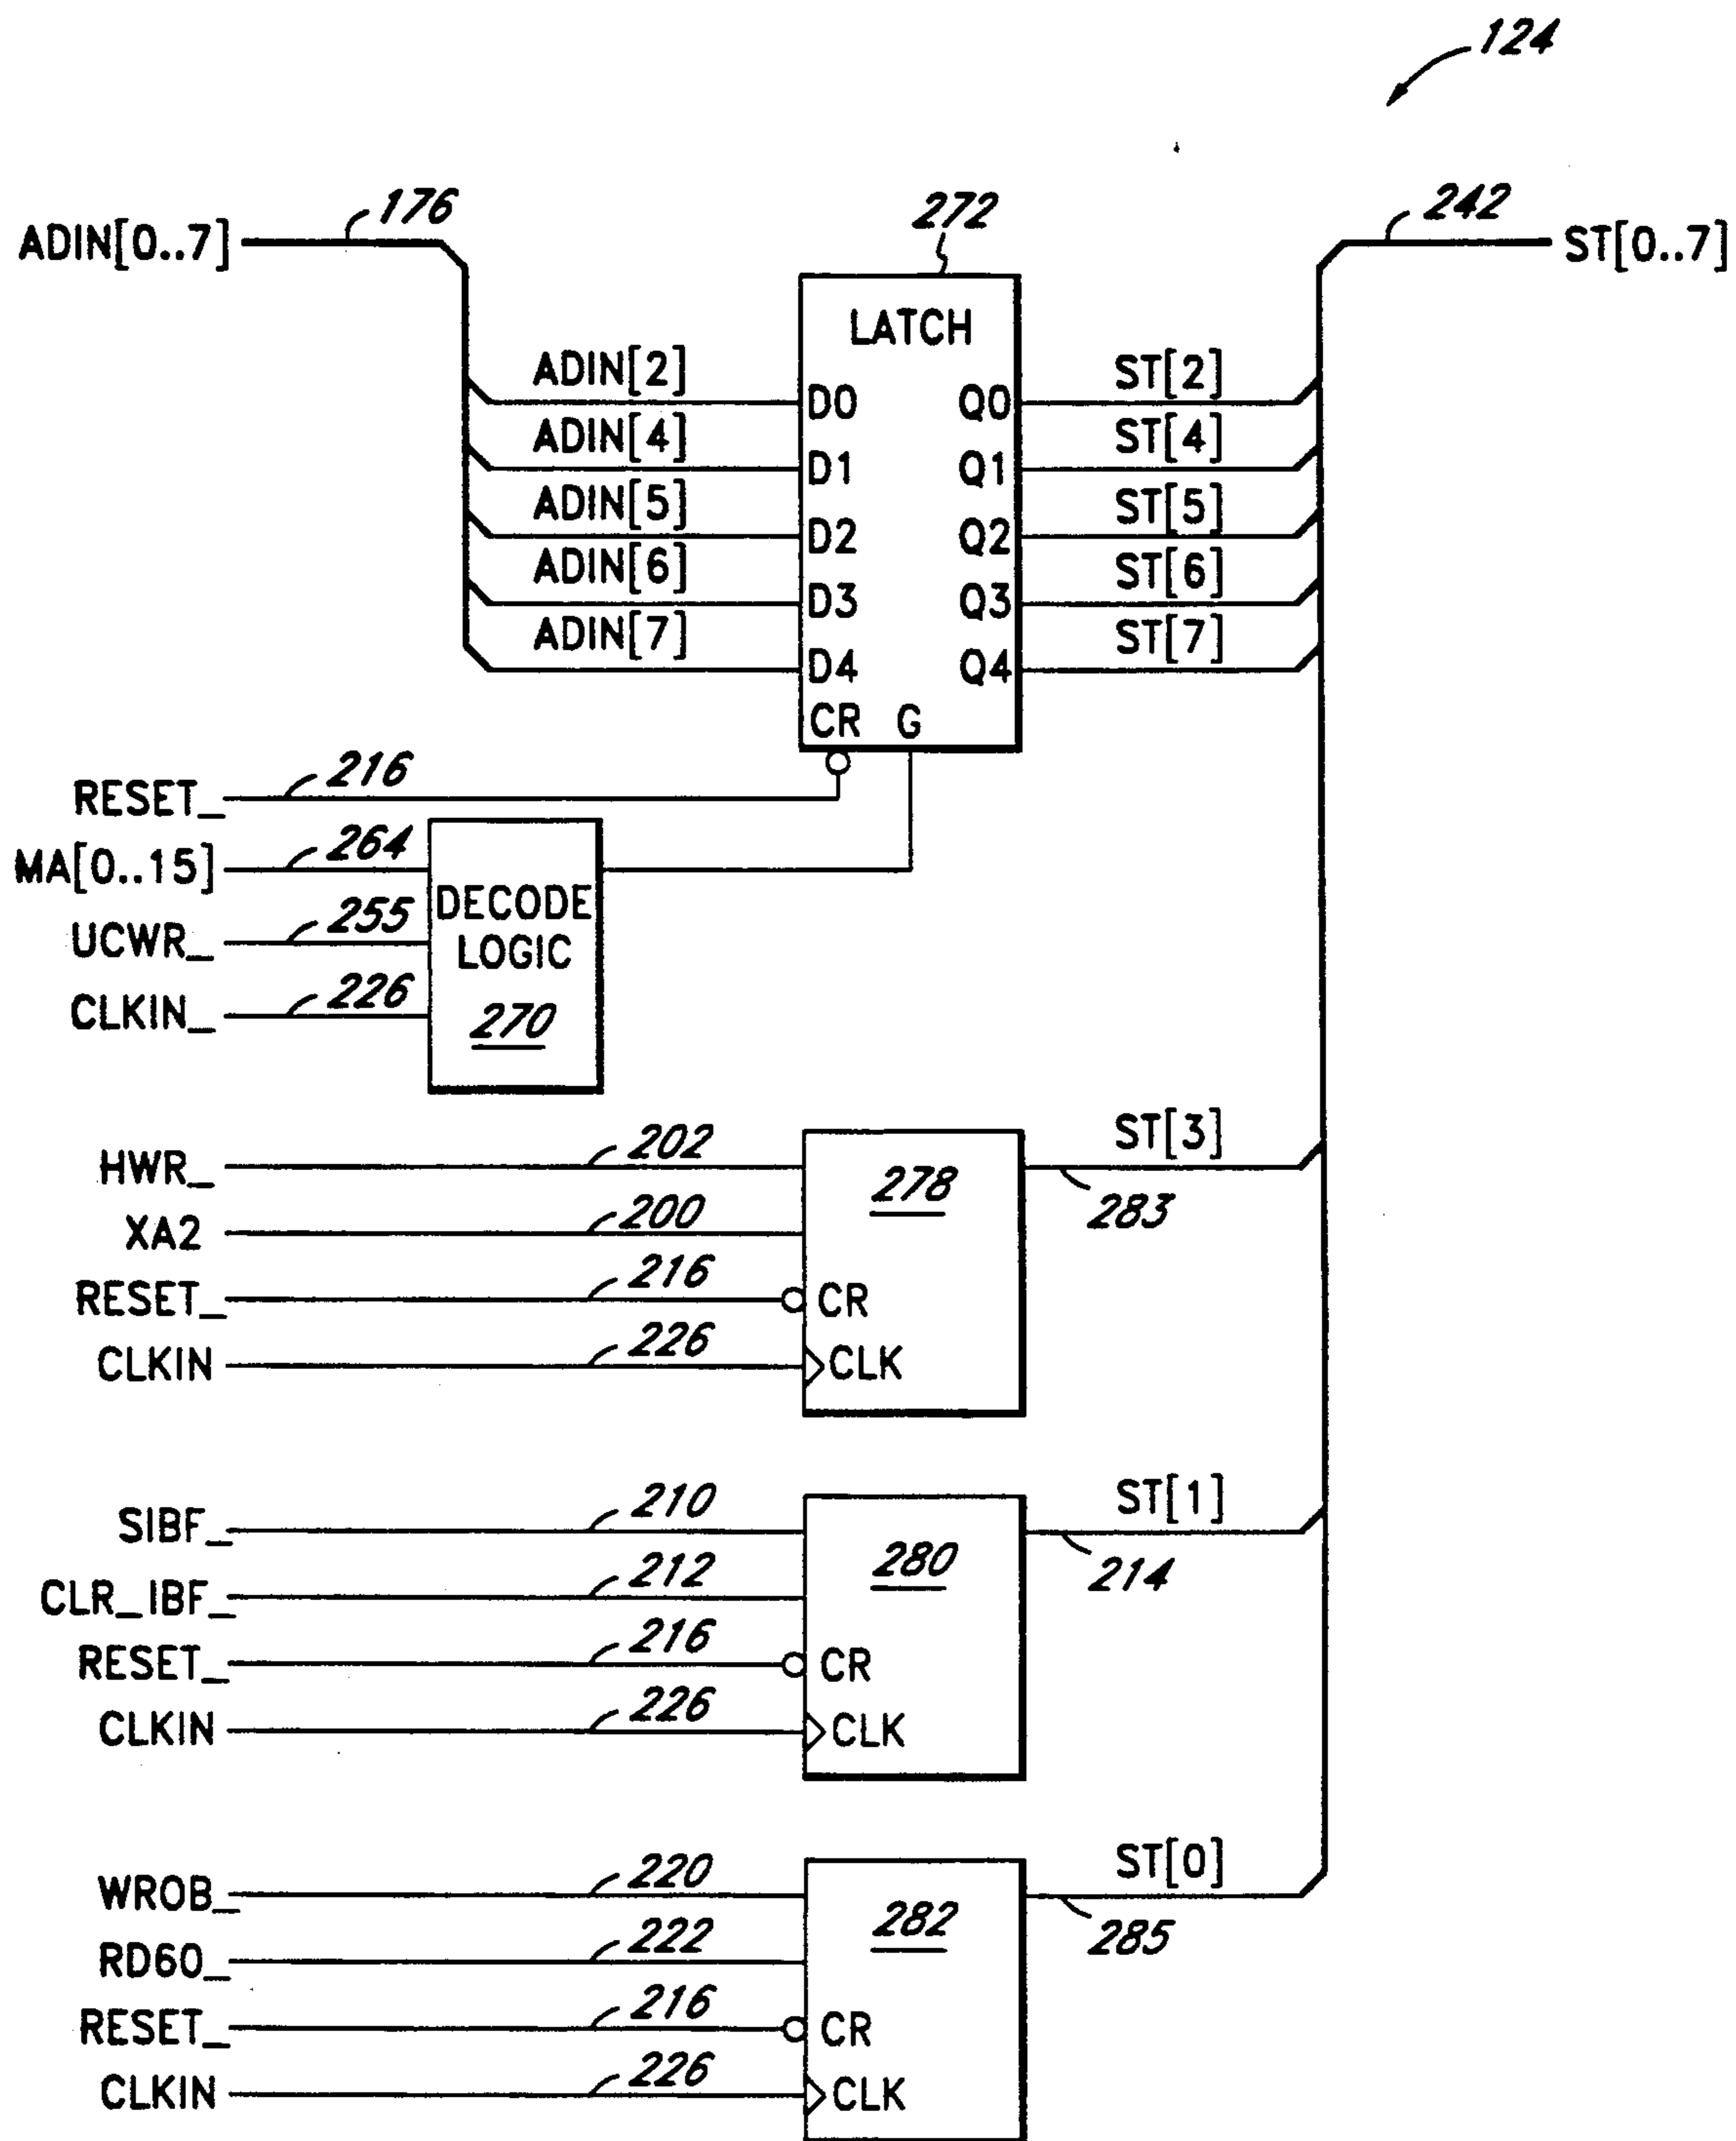 124
ADIN[0..7] 176 272 242 ST[0..7]
LATCH
ADIN[2] D0 Q0 ST[2]
ADIN[4] D1 Q1 ST[4]
ADIN[5] D2 Q2 ST[5]
ADIN[6] D3 Q3 ST[6]
ADIN[7] D4 Q4 ST[7]
CR G
RESET_ 216
MA[0..15] 264
UCWR_ 255
CLKIN_ 226
DECODE
LOGIC
270
HWR_ 202 278 ST[3]
283
XA2 200
RESET_ 216 CR
CLKIN 226 CLK
SIBF_ 210 280 ST[1]
214
CLR_IBF_ 212
RESET_ 216 CR
CLKIN 226 CLK
WROB_ 220 282 ST[0]
285
RD60_ 222
RESET_ 216 CR
CLKIN 226 CLK